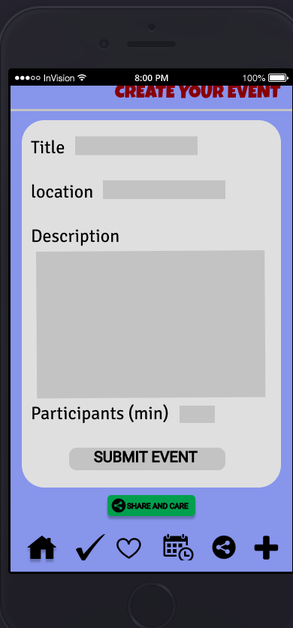 InVision 8:00 PM 100%
CREATE YOUR EVENT
Title
location
Description
Participants (min)
SUBMIT EVENT
SHARE AND CARE